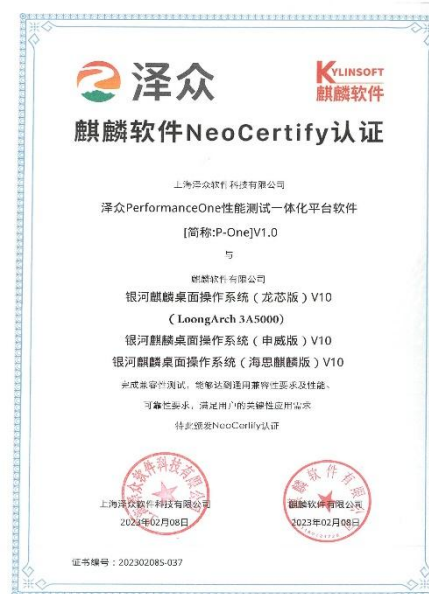 泽众
KYLINSOFT
麒麟软件
麒麟软件NeoCertify认证
上海泽众软件科技有限公司
泽众PerformanceOne性能测试一体化平台软件
[简称:P-One]V1.0
与
麒麟软件有限公司
银河麒麟桌面操作系统（龙芯版）V10
（LoongArch 3A5000）
银河麒麟桌面操作系统（申威版）V10
银河麒麟桌面操作系统（海思麒麟版）V10
完成兼容性测试，能够达到通用兼容性要求及性能、
可靠性要求，满足用户的关键性应用需求
特此颁发NeoCertify认证
上海泽众软件科技有限公司
麒麟软件有限公司
2023年02月08日
2023年02月08日
证书编号：20230208S-037